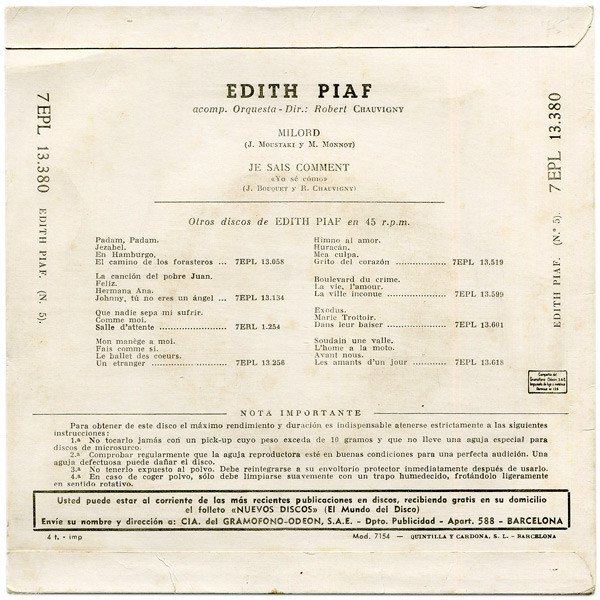 EDITH PIAF
acomp. Orquesta - Dir.: Robert CHAUVIGNY
MILORD
(J. MOUSTAKI y M. MONNOT)
JE SAIS COMMENT
«Yo sé cómo»
(J. BOUQUET y R. CHAUVIGNY)
7EPL 13.380 EDITH PIAF. (N. 5).
7EPL 13.380
EDITH PIAF. (N.º 5).
Otros discos de EDITH PIAF en 45 r.p.m.
Padam, Padam.
Jezabel.
En Hamburgo.
El camino de los forasteros ... 7EPL 13.058
La canción del pobre Juan.
Feliz.
Hermana Ana.
Johnny, tú no eres un ángel ... 7EPL 13.134
Que nadie sepa mi sufrir.
Comme moi.
Salle d'attente ................ 7ERL 1.254
Mon manège a moi.
Fais comme si.
Le ballet des coeurs.
Un etranger .................. 7EPL 13.256
Himno al amor.
Huracán.
Mea culpa.
Grito del corazón ............ 7EPL 13.519
Boulevard du crime.
La vie, l'amour.
La ville inconue ............... 7EPL 13.599
Exodus.
Marie Trottoir.
Dans leur baiser ............... 7EPL 13.601
Soudain une valle.
L'home a la moto.
Avant nous.
Les amants d'un jour ......... 7EPL 13.618
NOTA IMPORTANTE
Para obtener de este disco el máximo rendimiento y duración es indispensable atenerse estrictamente a las siguientes
instrucciones:
1.ª No tocarlo jamás con un pick-up cuyo peso exceda de 10 gramos y que no lleve una aguja especial para
discos de microsurco.
2.ª Comprobar regularmente que la aguja reproductora esté en buenas condiciones para una perfecta audición. Una
aguja defectuosa puede dañar el disco.
3.ª No tenerlo expuesto al polvo. Debe reintegrarse a su envoltorio protector inmediatamente después de usarlo.
4.ª En caso de coger polvo, sólo debe limpiarse suavemente con un trapo humedecido, frotándolo ligeramente
en sentido rotativo.
Usted puede estar al corriente de las más recientes publicaciones en discos, recibiendo gratis en su domicilio
el folleto «NUEVOS DISCOS» (El Mundo del Disco)
Envíe su nombre y dirección a: CIA. del GRAMOFONO-ODEON, S.A.E. - Dpto. Publicidad - Apart. 588 - BARCELONA
4 t. - imp
Mod. 7154 — QUINTILLA Y CARDONA, S. L. - BARCELONA